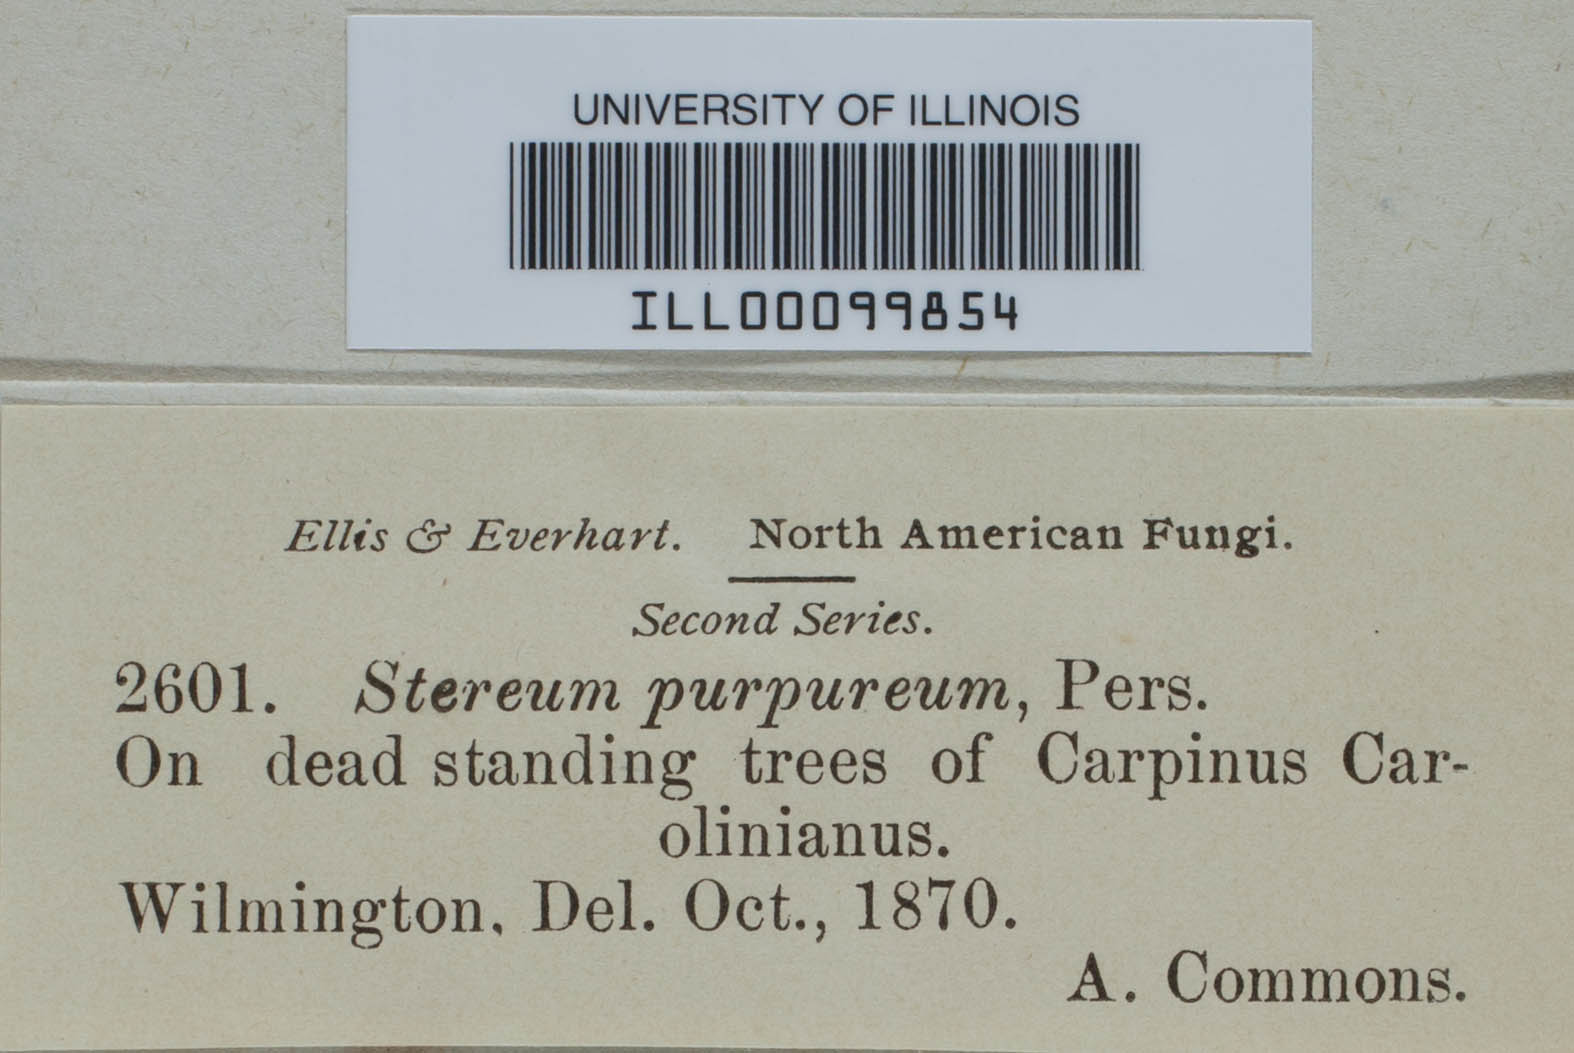 UNIVERSITY OF ILLINOIS
ILL00099854
Ellis & Everhart. North American Fungi.
Second Series.
2601. Stereum purpureum, Pers.
On dead standing trees of Carpinus Car-
olinianus.
Wilmington, Del. Oct., 1870.
A. Commons.